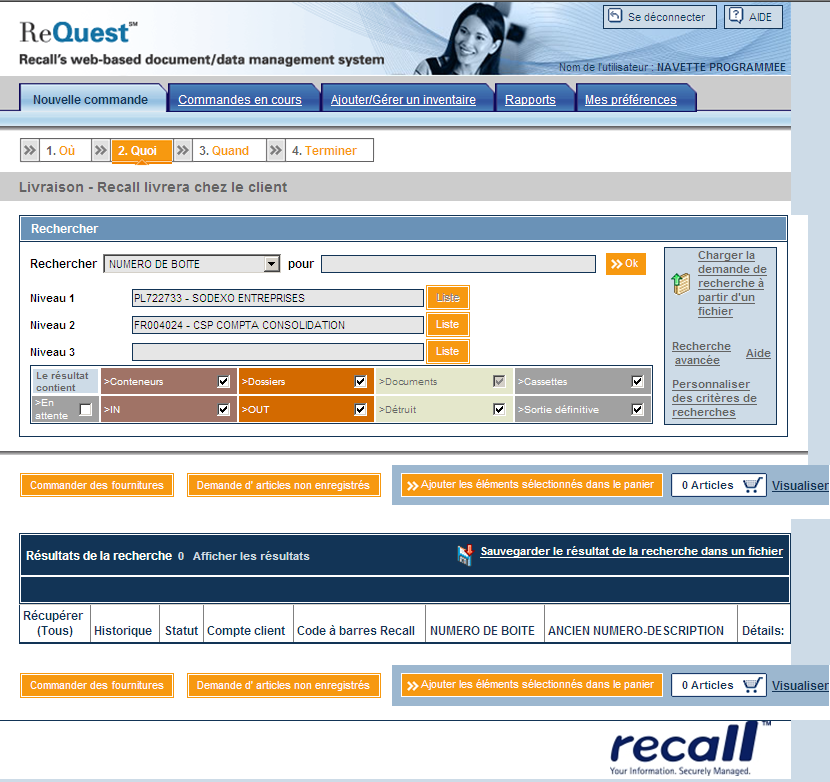 ReQuest℠
Recall's web-based document/data management system
Se déconnecter
AIDE
Nom de l'utilisateur : NAVETTE PROGRAMMEE
Nouvelle commande
Commandes en cours
Ajouter/Gérer un inventaire
Rapports
Mes préférences
1. Où
2. Quoi
3. Quand
4. Terminer
Livraison - Recall livrera chez le client
Rechercher
Rechercher NUMERO DE BOITE pour
Ok
Niveau 1 PL722733 - SODEXO ENTREPRISES Liste
Niveau 2 FR004024 - CSP COMPTA CONSOLIDATION Liste
Niveau 3 Liste
Le résultat
contient
>Conteneurs
>Dossiers
>Documents
>Cassettes
>En
attente
>IN
>OUT
>Détruit
>Sortie définitive
Charger la
demande de
recherche à
partir d'un
fichier
Recherche
avancée
Aide
Personnaliser
des critères de
recherches
Commander des fournitures
Demande d' articles non enregistrés
Ajouter les éléments sélectionnés dans le panier
0 Articles
Visualiser
Résultats de la recherche 0 Afficher les résultats
Sauvegarder le résultat de la recherche dans un fichier
Récupérer
(Tous)
Historique
Statut
Compte client
Code à barres Recall
NUMERO DE BOITE
ANCIEN NUMERO-DESCRIPTION
Détails:
Commander des fournitures
Demande d' articles non enregistrés
Ajouter les éléments sélectionnés dans le panier
0 Articles
Visualiser
recall™
Your Information. Securely Managed.